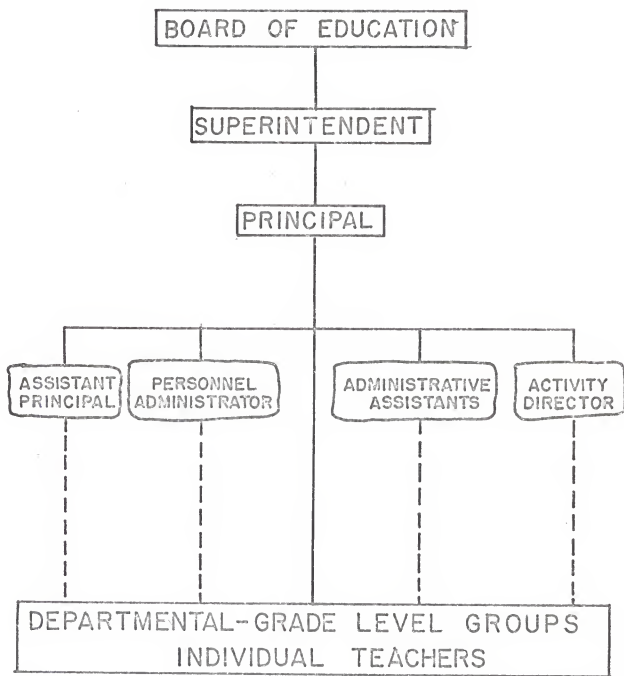 BOARD OF EDUCATION
SUPERINTENDENT
PRINCIPAL
ASSISTANT
PRINCIPAL
PERSONNEL
ADMINISTRATOR
ADMINISTRATIVE
ASSISTANTS
ACTIVITY
DIRECTOR
DEPARTMENTAL-GRADE LEVEL GROUPS
INDIVIDUAL TEACHERS